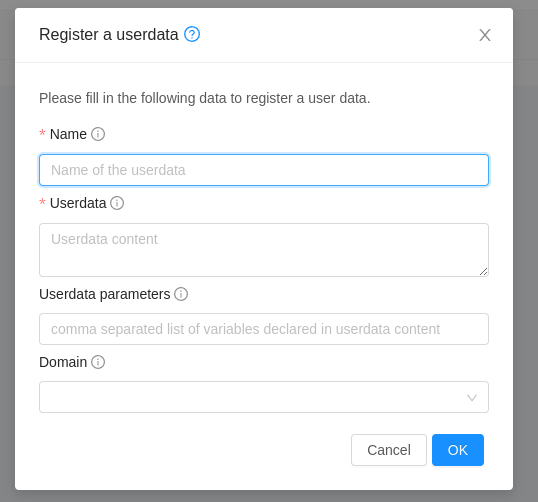 Register a userdata
Please fill in the following data to register a user data.
* Name
Name of the userdata
* Userdata
Userdata content
Userdata parameters
comma separated list of variables declared in userdata content
Domain
Cancel
OK